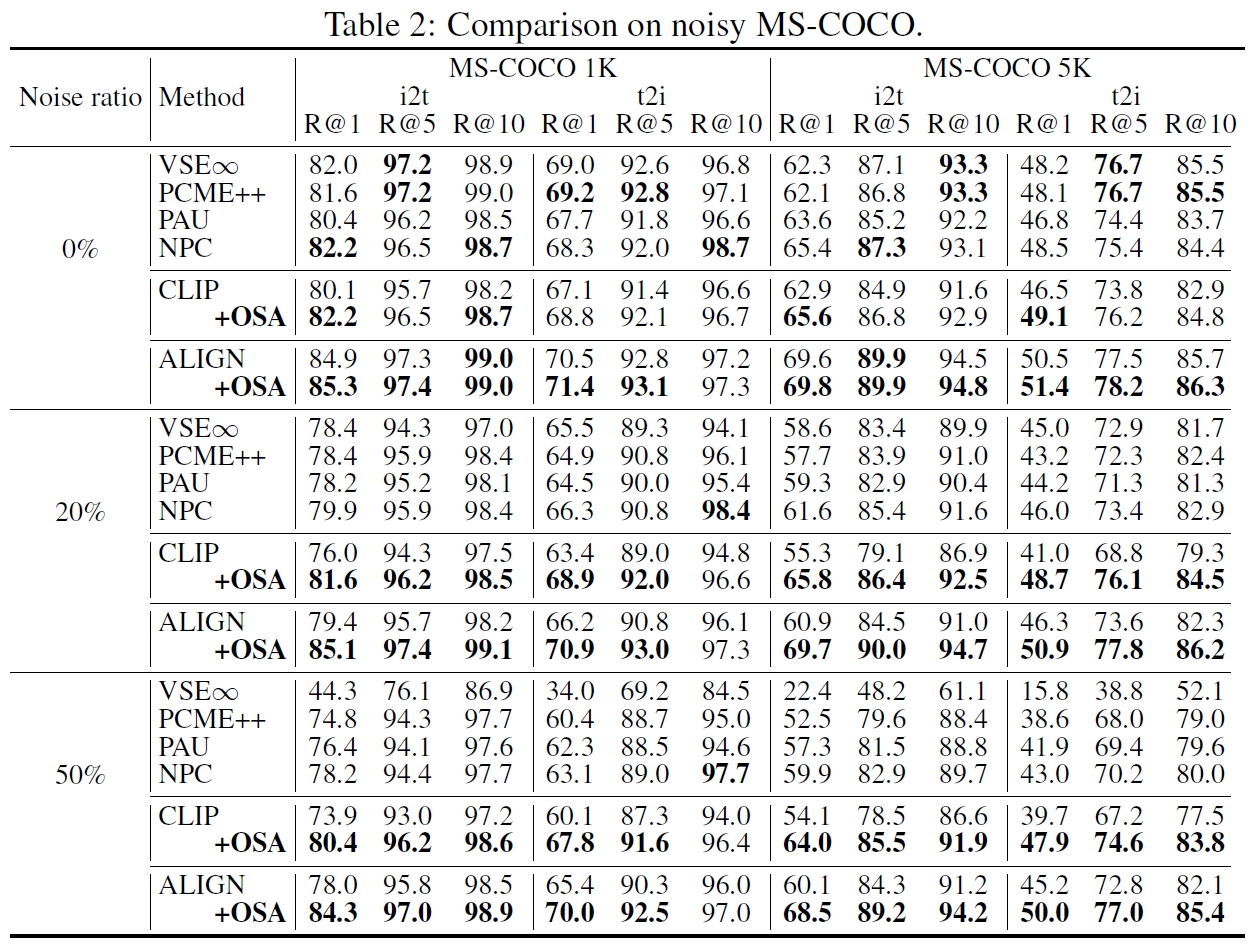 Table 2: Comparison on noisy MS-COCO.
MS-COCO 1K MS-COCO 5K
Noise ratio Method i2t t2i i2t t2i
R@1 R@5 R@10 R@1 R@5 R@10 R@1 R@5 R@10 R@1 R@5 R@10
VSE∞ 82.0 97.2 98.9 69.0 92.6 96.8 62.3 87.1 93.3 48.2 76.7 85.5
PCME++ 81.6 97.2 99.0 69.2 92.8 97.1 62.1 86.8 93.3 48.1 76.7 85.5
PAU 80.4 96.2 98.5 67.7 91.8 96.6 63.6 85.2 92.2 46.8 74.4 83.7
0% NPC 82.2 96.5 98.7 68.3 92.0 98.7 65.4 87.3 93.1 48.5 75.4 84.4
CLIP 80.1 95.7 98.2 67.1 91.4 96.6 62.9 84.9 91.6 46.5 73.8 82.9
+OSA 82.2 96.5 98.7 68.8 92.1 96.7 65.6 86.8 92.9 49.1 76.2 84.8
ALIGN 84.9 97.3 99.0 70.5 92.8 97.2 69.6 89.9 94.5 50.5 77.5 85.7
+OSA 85.3 97.4 99.0 71.4 93.1 97.3 69.8 89.9 94.8 51.4 78.2 86.3
VSE∞ 78.4 94.3 97.0 65.5 89.3 94.1 58.6 83.4 89.9 45.0 72.9 81.7
PCME++ 78.4 95.9 98.4 64.9 90.8 96.1 57.7 83.9 91.0 43.2 72.3 82.4
PAU 78.2 95.2 98.1 64.5 90.0 95.4 59.3 82.9 90.4 44.2 71.3 81.3
20% NPC 79.9 95.9 98.4 66.3 90.8 98.4 61.6 85.4 91.6 46.0 73.4 82.9
CLIP 76.0 94.3 97.5 63.4 89.0 94.8 55.3 79.1 86.9 41.0 68.8 79.3
+OSA 81.6 96.2 98.5 68.9 92.0 96.6 65.8 86.4 92.5 48.7 76.1 84.5
ALIGN 79.4 95.7 98.2 66.2 90.8 96.1 60.9 84.5 91.0 46.3 73.6 82.3
+OSA 85.1 97.4 99.1 70.9 93.0 97.3 69.7 90.0 94.7 50.9 77.8 86.2
VSE∞ 44.3 76.1 86.9 34.0 69.2 84.5 22.4 48.2 61.1 15.8 38.8 52.1
PCME++ 74.8 94.3 97.7 60.4 88.7 95.0 52.5 79.6 88.4 38.6 68.0 79.0
PAU 76.4 94.1 97.6 62.3 88.5 94.6 57.3 81.5 88.8 41.9 69.4 79.6
50% NPC 78.2 94.4 97.7 63.1 89.0 97.7 59.9 82.9 89.7 43.0 70.2 80.0
CLIP 73.9 93.0 97.2 60.1 87.3 94.0 54.1 78.5 86.6 39.7 67.2 77.5
+OSA 80.4 96.2 98.6 67.8 91.6 96.4 64.0 85.5 91.9 47.9 74.6 83.8
ALIGN 78.0 95.8 98.5 65.4 90.3 96.0 60.1 84.3 91.2 45.2 72.8 82.1
+OSA 84.3 97.0 98.9 70.0 92.5 97.0 68.5 89.2 94.2 50.0 77.0 85.4